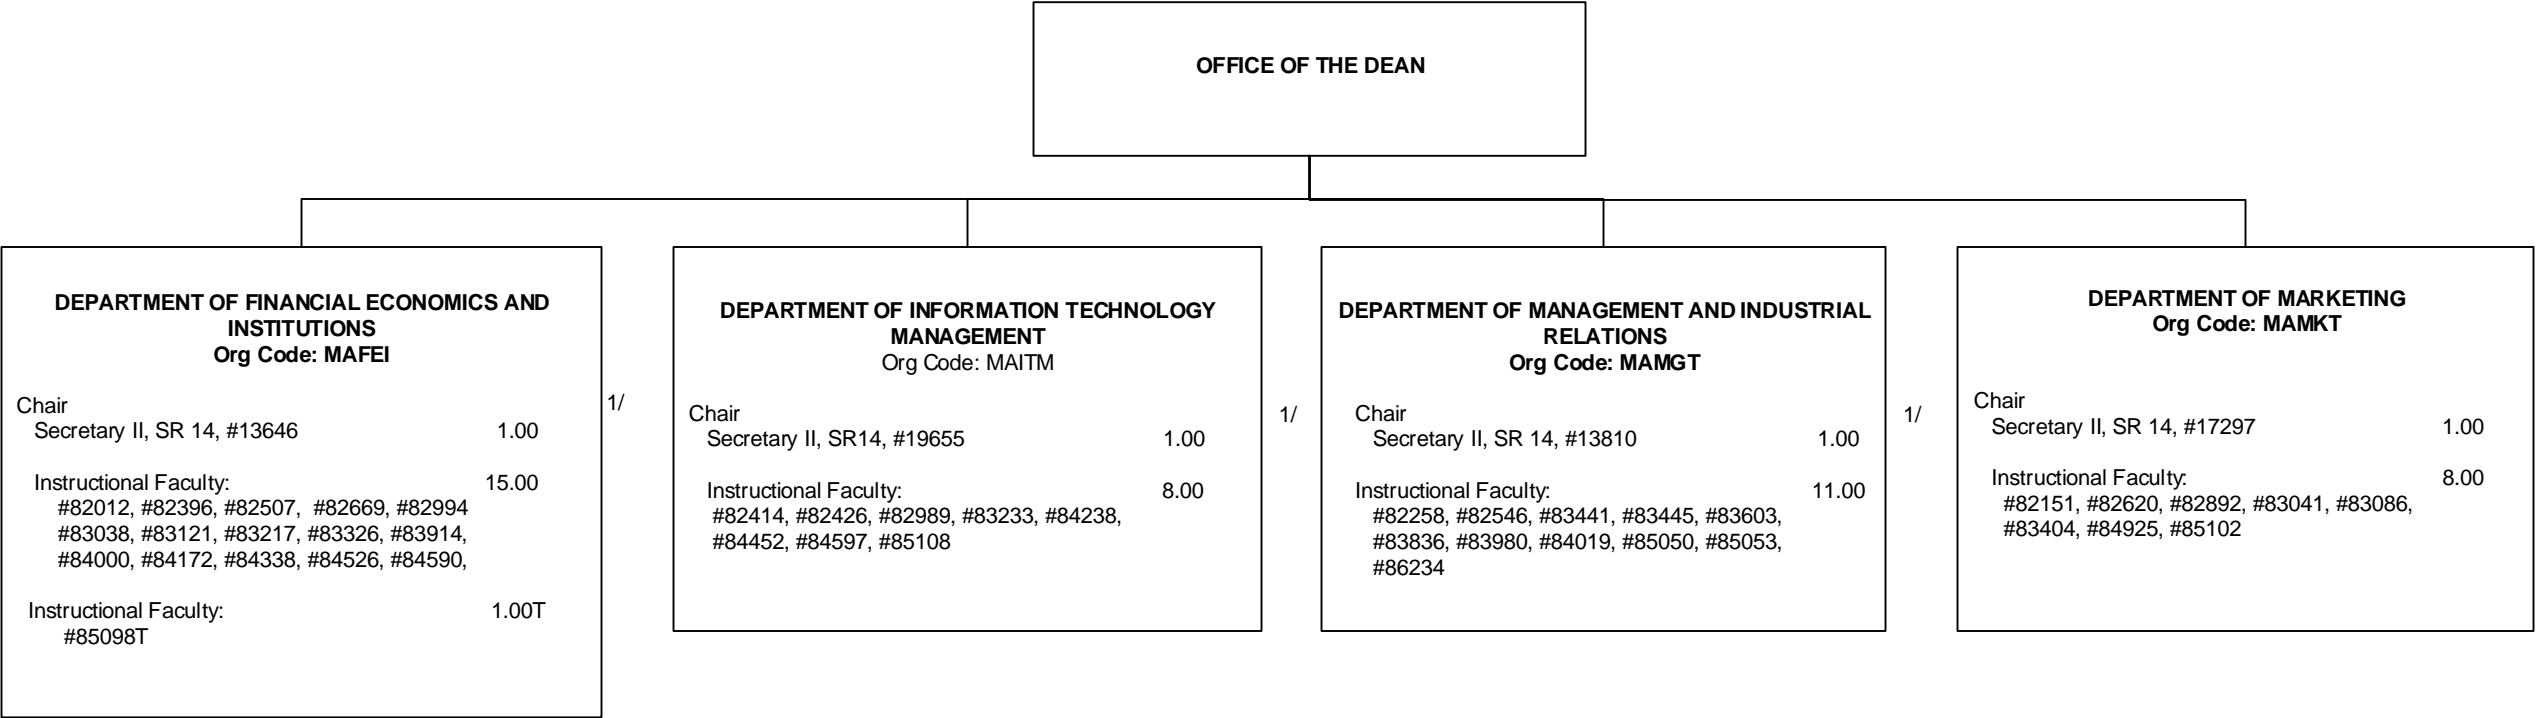 OFFICE OF THE DEAN
DEPARTMENT OF FINANCIAL ECONOMICS AND
INSTITUTIONS
Org Code: MAFEI
Chair
1/
Secretary II, SR 14, #13646 1.00
Instructional Faculty: 15.00
#82012, #82396, #82507, #82669, #82994
#83038, #83121, #83217, #83326, #83914,
#84000, #84172, #84338, #84526, #84590,
Instructional Faculty: 1.00T
#85098T
DEPARTMENT OF INFORMATION TECHNOLOGY
MANAGEMENT
Org Code: MAITM
Chair
1/
Secretary II, SR14, #19655 1.00
Instructional Faculty: 8.00
#82414, #82426, #82989, #83233, #84238,
#84452, #84597, #85108
DEPARTMENT OF MANAGEMENT AND INDUSTRIAL
RELATIONS
Org Code: MAMGT
Chair
1/
Secretary II, SR 14, #13810 1.00
Instructional Faculty: 11.00
#82258, #82546, #83441, #83445, #83603,
#83836, #83980, #84019, #85050, #85053,
#86234
DEPARTMENT OF MARKETING
Org Code: MAMKT
Chair
Secretary II, SR 14, #17297 1.00
Instructional Faculty: 8.00
#82151, #82620, #82892, #83041, #83086,
#83404, #84925, #85102